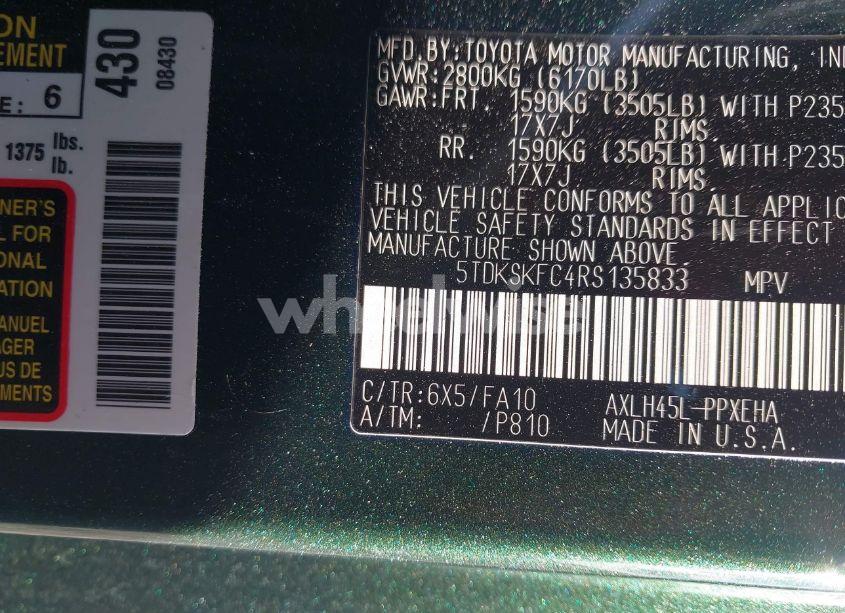 ON
EMENT
E: 6
1375 lbs.
lb.
NER'S
L FOR
ONAL
ATION
ANUEL
AGER
US DE
EMENTS
430
08430
MFD.BY:TOYOTA MOTOR MANUFACTURING, IND
GVWR:2800KG (6170LB)
GAWR:FRT. 1590KG (3505LB) WITH P235
17X7J RIMS.
RR. 1590KG (3505LB) WITH P235
17X7J RIMS.
THIS VEHICLE CONFORMS TO ALL APPLIC
VEHICLE SAFETY STANDARDS IN EFFECT
MANUFACTURE SHOWN ABOVE.
5TDKSKFC4RS135833 MPV
wheelwiss
C/TR:6X5/FA10 AXLH45L-PPXEHA
A/TM: /P810 MADE IN U.S.A.